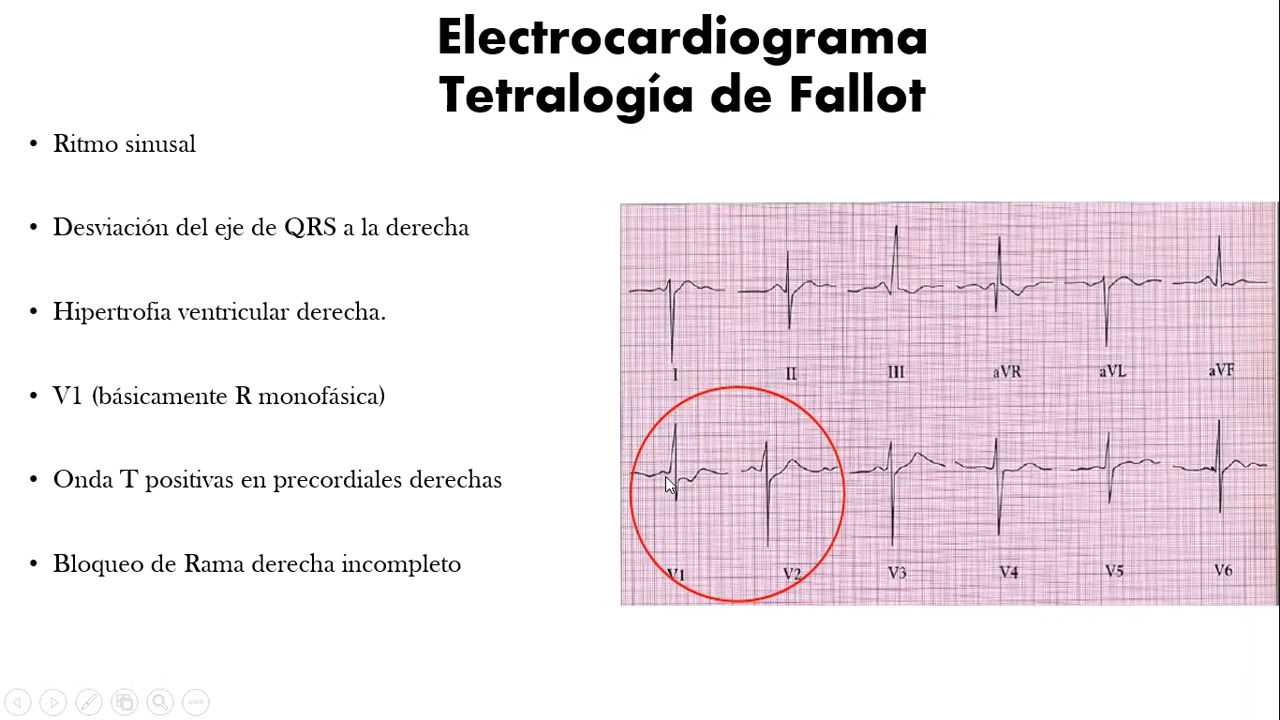 Electrocardiograma
Tetralogía de Fallot
• Ritmo sinusal
• Desviación del eje de QRS a la derecha
• Hipertrofia ventricular derecha.
• V1 (básicamente R monofásica)
• Onda T positivas en precordiales derechas
• Bloqueo de Rama derecha incompleto
I II III aVR aVL aVF
V1 V2 V3 V4 V5 V6